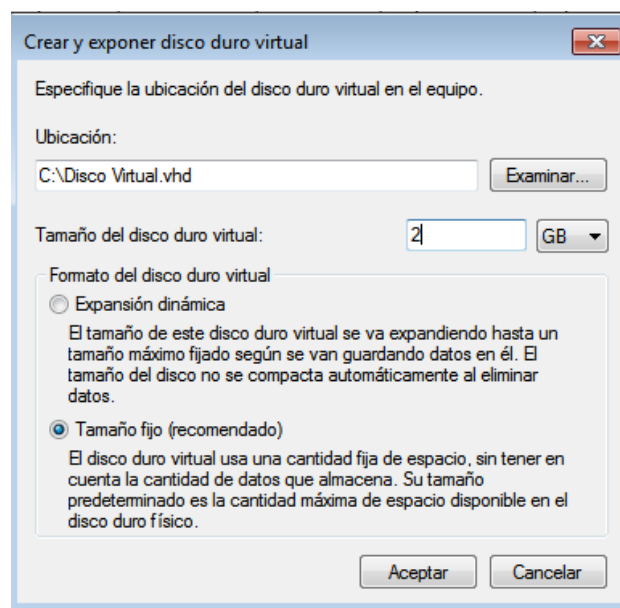 Crear y exponer disco duro virtual
Especifique la ubicación del disco duro virtual en el equipo.
Ubicación:
C:\Disco Virtual.vhd Examinar...
Tamaño del disco duro virtual: 2 GB
Formato del disco duro virtual
Expansión dinámica
El tamaño de este disco duro virtual se va expandiendo hasta un
tamaño máximo fijado según se van guardando datos en él. El
tamaño del disco no se compacta automáticamente al eliminar
datos.
Tamaño fijo (recomendado)
El disco duro virtual usa una cantidad fija de espacio, sin tener en
cuenta la cantidad de datos que almacena. Su tamaño
predeterminado es la cantidad máxima de espacio disponible en el
disco duro físico.
Aceptar Cancelar